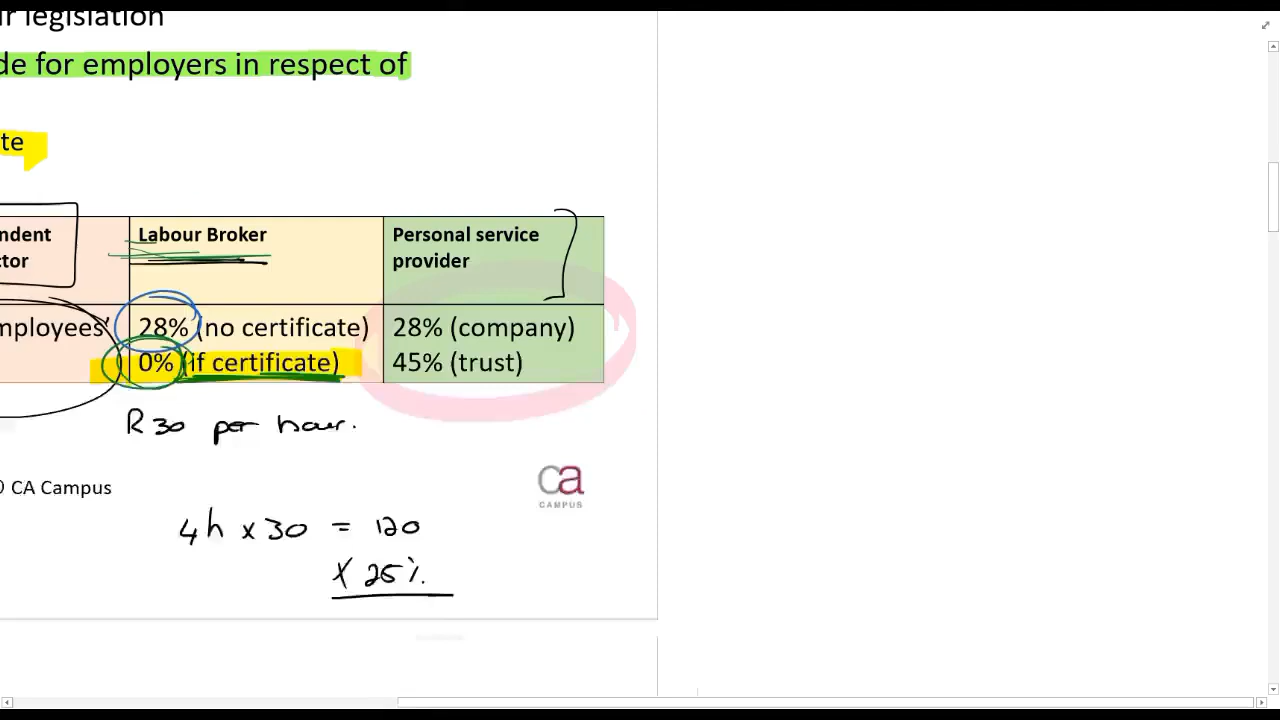 r legislation
de for employers in respect of
te
ndent
ctor
Labour Broker
Personal service
provider
mployees'
28% (no certificate)
0% (If certificate)
28% (company)
45% (trust)
R30 per hour.
CA Campus
ca
CAMPUS
4h x 30 = 120
x 25%